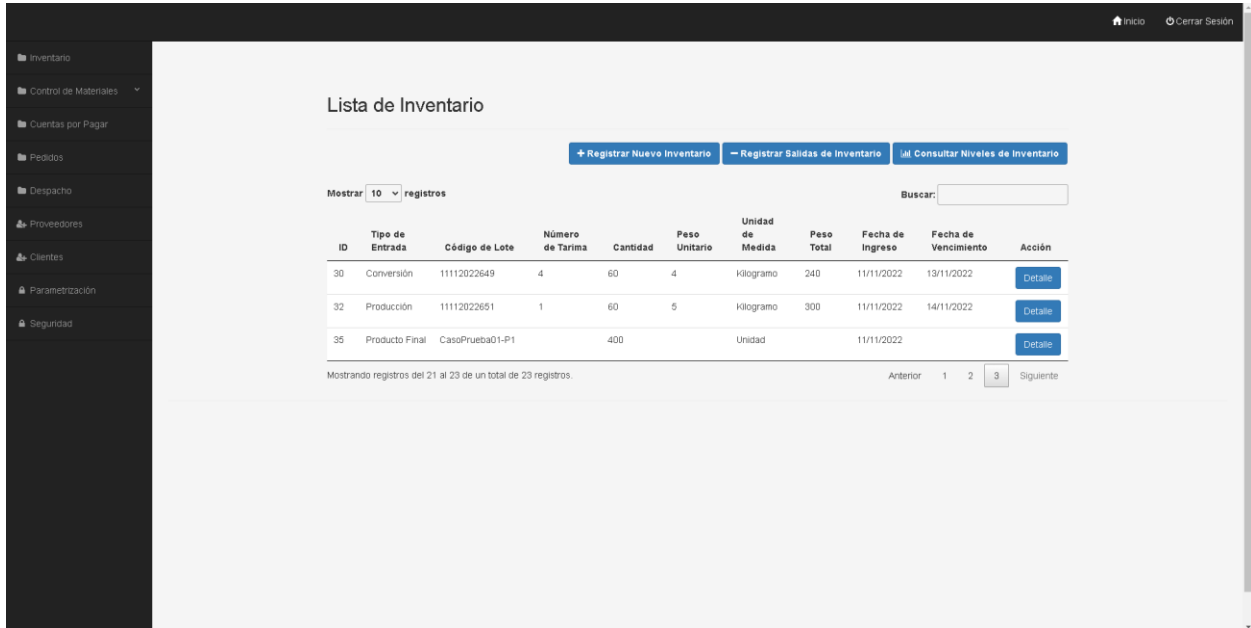 Inicio Cerrar Sesión
Inventario
Control de Materiales
Cuentas por Pagar
Pedidos
Despacho
Proveedores
Clientes
Parametrización
Seguridad
Lista de Inventario
+ Registrar Nuevo Inventario − Registrar Salidas de Inventario Consultar Niveles de Inventario
Mostrar 10 registros Buscar:
ID Tipo de Entrada Código de Lote Número de Tarima Cantidad Peso Unitario Unidad de Medida Peso Total Fecha de Ingreso Fecha de Vencimiento Acción
30 Conversión 11112022649 4 60 4 Kilogramo 240 11/11/2022 13/11/2022 Detalle
32 Producción 11112022651 1 60 5 Kilogramo 300 11/11/2022 14/11/2022 Detalle
35 Producto Final CasoPrueba01-P1 400 Unidad 11/11/2022 Detalle
Mostrando registros del 21 al 23 de un total de 23 registros. Anterior 1 2 3 Siguiente